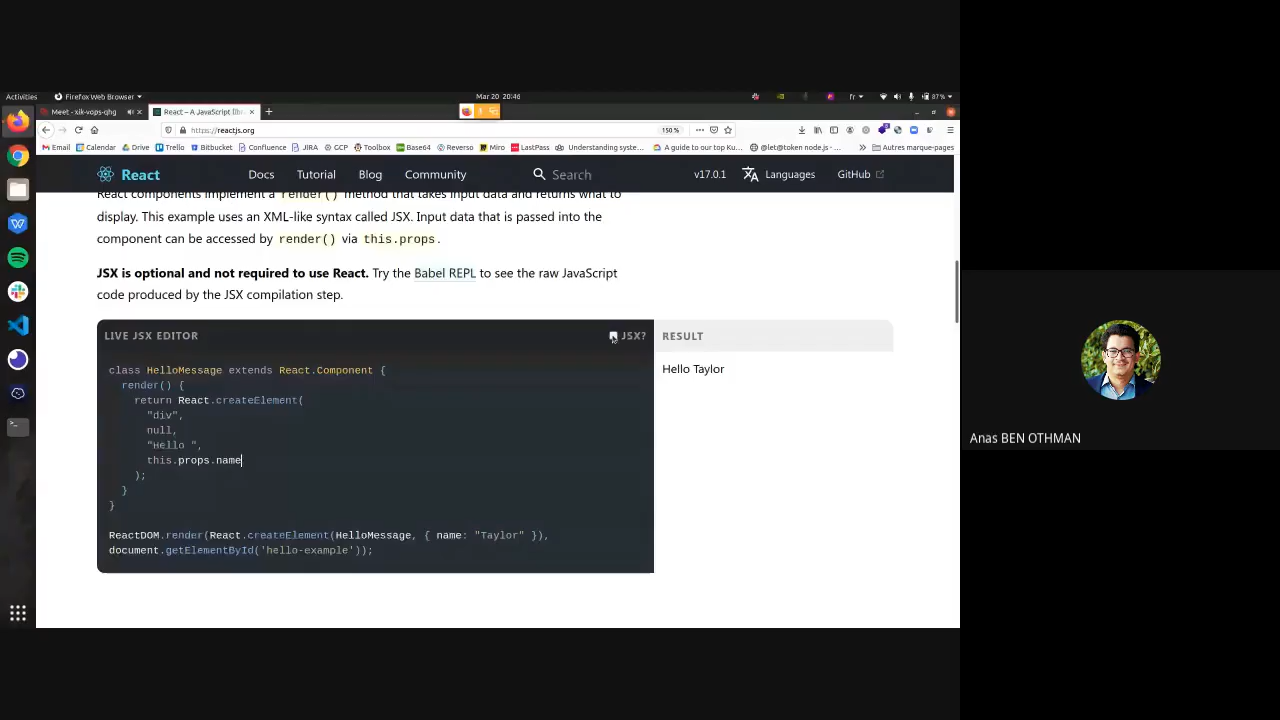 Activities
Firefox Web Browser
Mar 20 20:46
fr
87%
Meet - xik-vqps-qhg
React – A JavaScript libr
https://reactjs.org
150%
Email
Calendar
Drive
Trello
Bitbucket
Confluence
JIRA
GCP
Toolbox
Base64
Reverso
Miro
LastPass
Understanding syste…
A guide to our top Ku…
@let@token node.js…
Autres marque-pages
React
Docs
Tutorial
Blog
Community
Search
v17.0.1
Languages
GitHub
React components implement a render() method that takes input data and returns what to
display. This example uses an XML-like syntax called JSX. Input data that is passed into the
component can be accessed by render() via this.props.
JSX is optional and not required to use React. Try the Babel REPL to see the raw JavaScript
code produced by the JSX compilation step.
LIVE JSX EDITOR
JSX?
class HelloMessage extends React.Component {
render() {
return React.createElement(
"div",
null,
"Hello ",
this.props.name
);
}
}
ReactDOM.render(React.createElement(HelloMessage, { name: "Taylor" }),
document.getElementById('hello-example'));
RESULT
Hello Taylor
Anas BEN OTHMAN